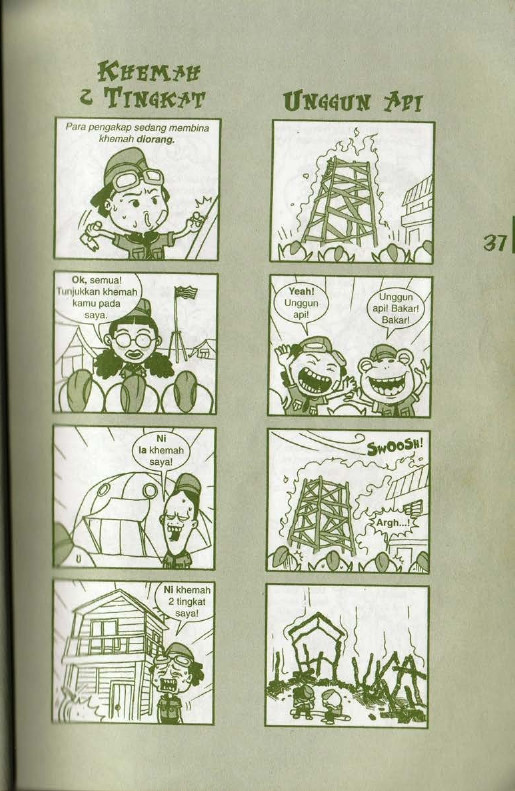 Khemah
2 Tingkat
Para pengakap sedang membina
khemah diorang.
Ok, semua!
Tunjukkan khemah
kamu pada
saya.
Ni
la khemah
saya!
Ni khemah
2 tingkat
saya!
Unggun Api
Yeah!
Unggun
api!
Unggun
api! Bakar!
Bakar!
SWOOSH!
Argh...!
37